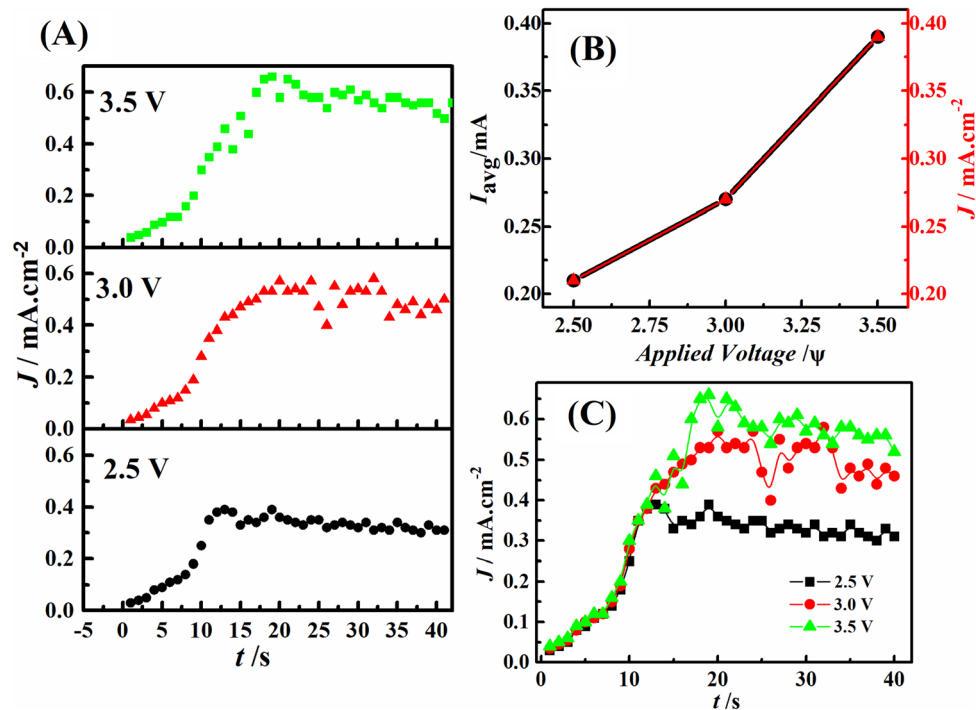 (A)
3.5 V
0.6
0.4
0.2
0.0
3.0 V
0.6
0.4
0.2
0.0
2.5 V
0.6
0.4
0.2
0.0
-5 0 5 10 15 20 25 30 35 40
J / mA.cm-2
t /s
(B)
0.40
0.35
0.30
0.25
0.20
Iavg/mA
0.40
0.35
0.30
0.25
0.20
J / mA.cm-2
2.50 2.75 3.00 3.25 3.50
Applied Voltage /ψ
(C)
0.6
0.5
0.4
0.3
0.2
0.1
0.0
J / mA.cm-2
2.5 V
3.0 V
3.5 V
0 10 20 30 40
t /s